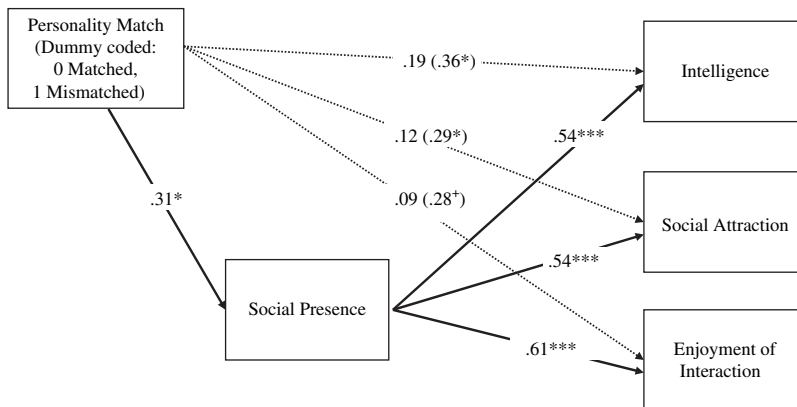 Personality Match
(Dummy coded:
0 Matched,
1 Mismatched)
.19 (.36*)
Intelligence
.12 (.29*)
.54***
.09 (.28⁺)
.31*
Social Attraction
.54***
Social Presence
.61***
Enjoyment of
Interaction